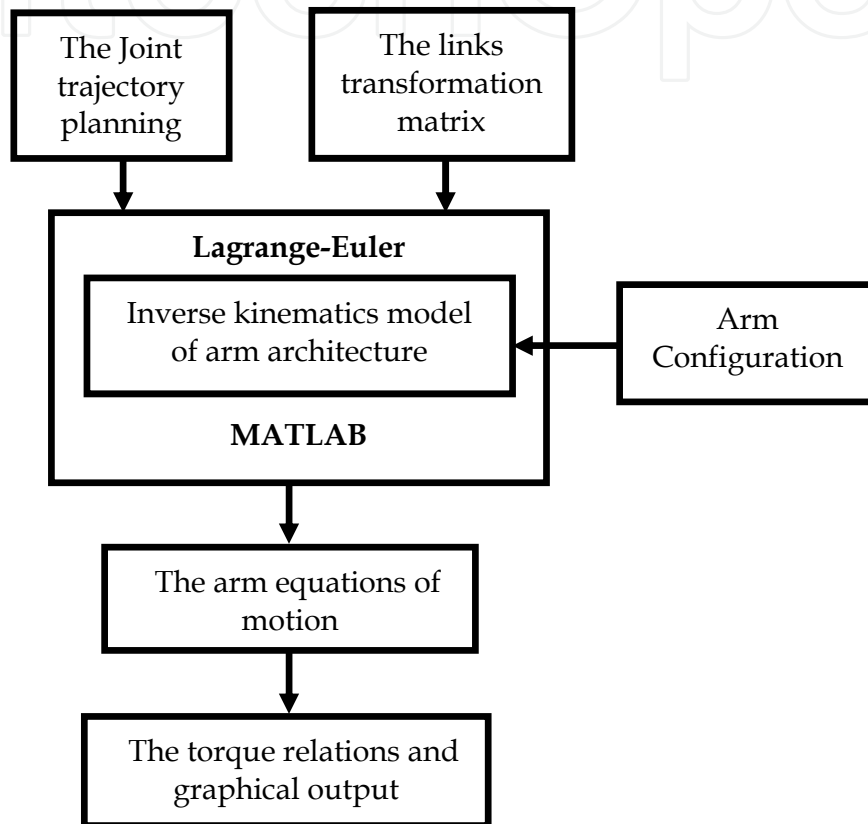 The Joint
trajectory
planning
The links
transformation
matrix
Lagrange-Euler
Inverse kinematics model
of arm architecture
MATLAB
Arm
Configuration
The arm equations of
motion
The torque relations and
graphical output